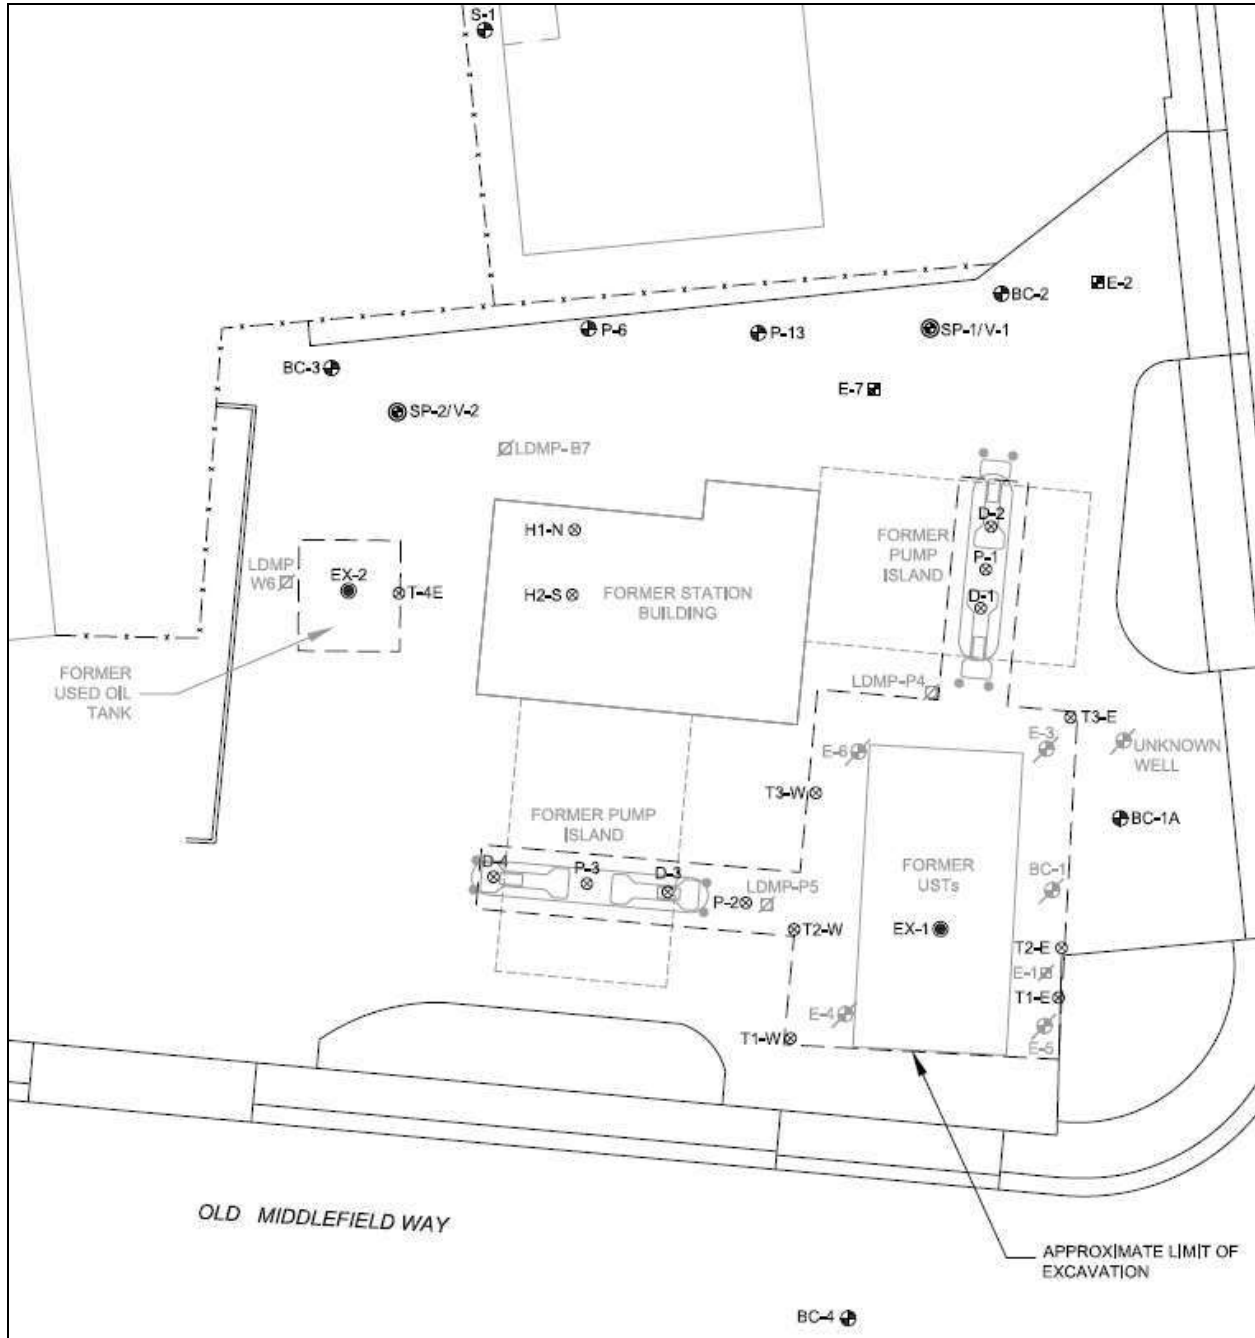 S-1
E-2
BC-2
P-6
P-13
SP-1/V-1
BC-3
E-7
SP-2/V-2
LDMP-B7
D-2
H1-N
FORMER
PUMP
ISLAND
P-1
LDMP
W6
EX-2
T-4E
H2-S
FORMER STATION
BUILDING
D-1
FORMER
USED OIL
TANK
LDMP-P4
T3-E
E-6
E-3
UNKNOWN
WELL
T3-W
FORMER PUMP
ISLAND
BC-1A
D-4
P-3
D-3
P-2
LDMP-P5
FORMER
USTs
BC-1
T2-W
EX-1
T2-E
E-1
T1-E
E-4
T1-W
E-5
OLD MIDDLEFIELD WAY
APPROXIMATE LIMIT OF
EXCAVATION
BC-4